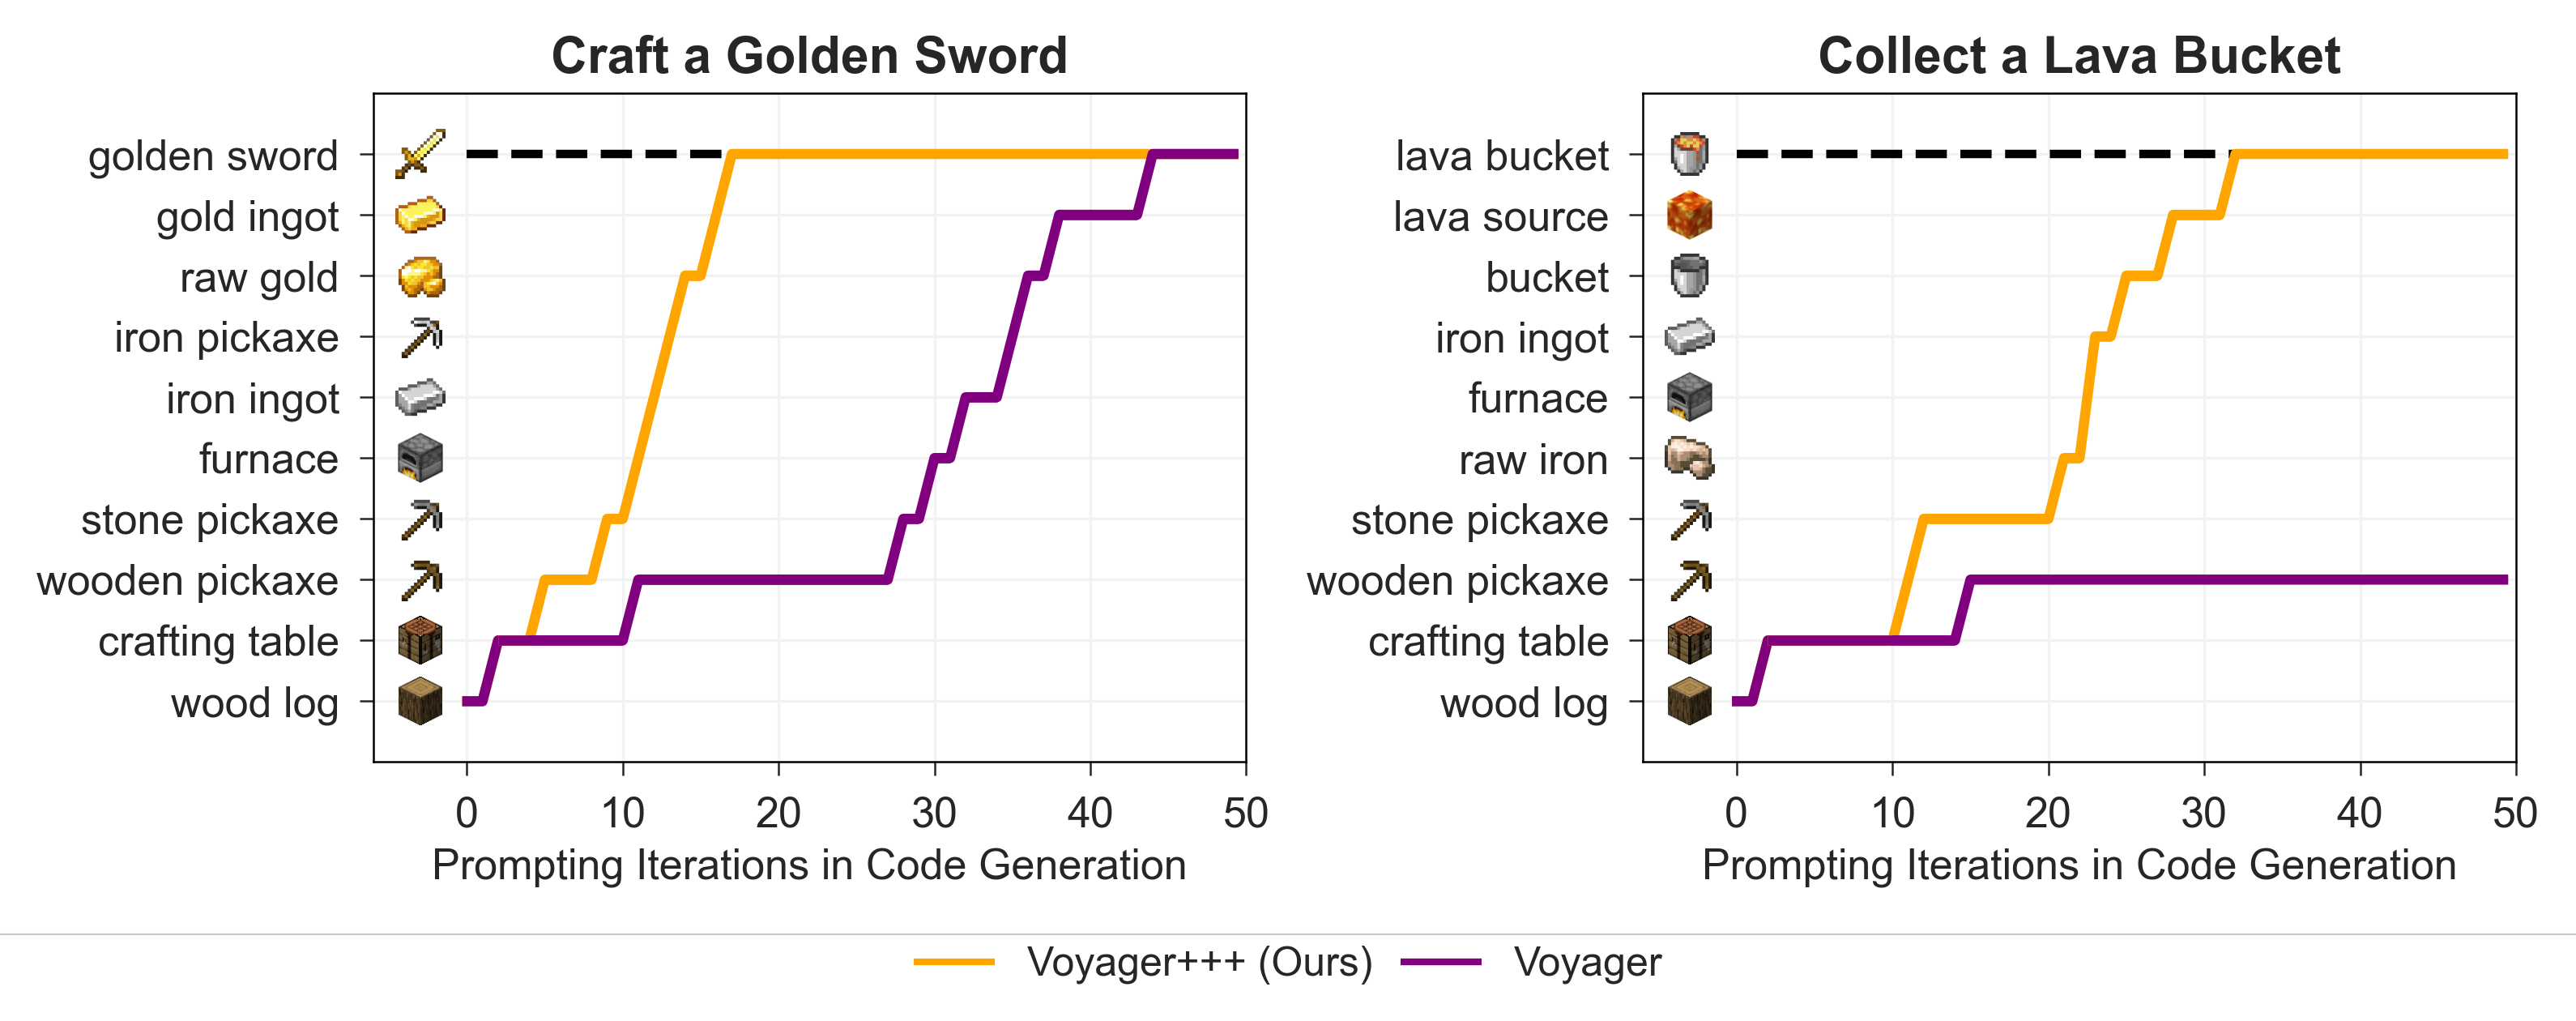 Craft a Golden Sword
golden sword
gold ingot
raw gold
iron pickaxe
iron ingot
furnace
stone pickaxe
wooden pickaxe
crafting table
wood log
0 10 20 30 40 50
Prompting Iterations in Code Generation
Collect a Lava Bucket
lava bucket
lava source
bucket
iron ingot
furnace
raw iron
stone pickaxe
wooden pickaxe
crafting table
wood log
0 10 20 30 40 50
Prompting Iterations in Code Generation
Voyager+++ (Ours) Voyager